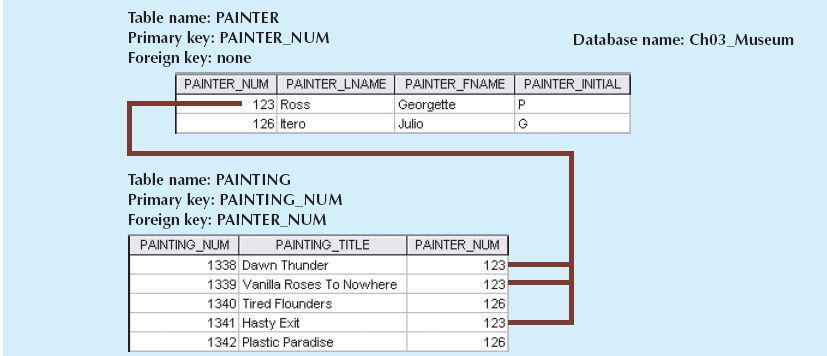 Table name: PAINTER
Primary key: PAINTER_NUM
Database name: Ch03_Museum
Foreign key: none
PAINTER_NUM PAINTER_LNAME PAINTER_FNAME PAINTER_INITIAL
123 Ross Georgette P
126 Itero Julio G
Table name: PAINTING
Primary key: PAINTING_NUM
Foreign key: PAINTER_NUM
PAINTING_NUM PAINTING_TITLE PAINTER_NUM
1338 Dawn Thunder 123
1339 Vanilla Roses To Nowhere 123
1340 Tired Flounders 126
1341 Hasty Exit 123
1342 Plastic Paradise 126